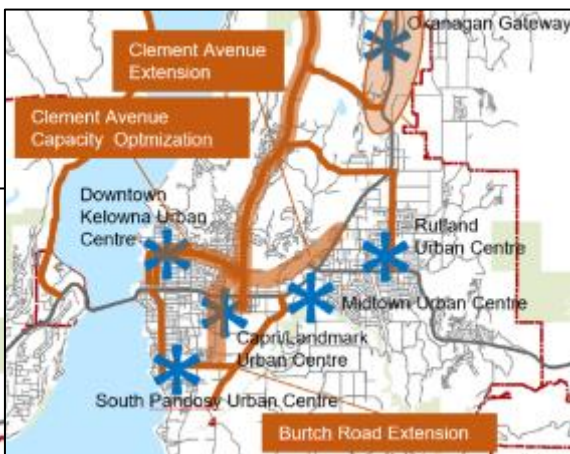 Okanagan Gateway
Clement Avenue
Extension
Clement Avenue
Capacity Optmization
Downtown
Kelowna Urban
Centre
Rutland
Urban Centre
Midtown Urban Centre
Capri/Landmark
Urban Centre
South Pandosy Urban Centre
Burtch Road Extension